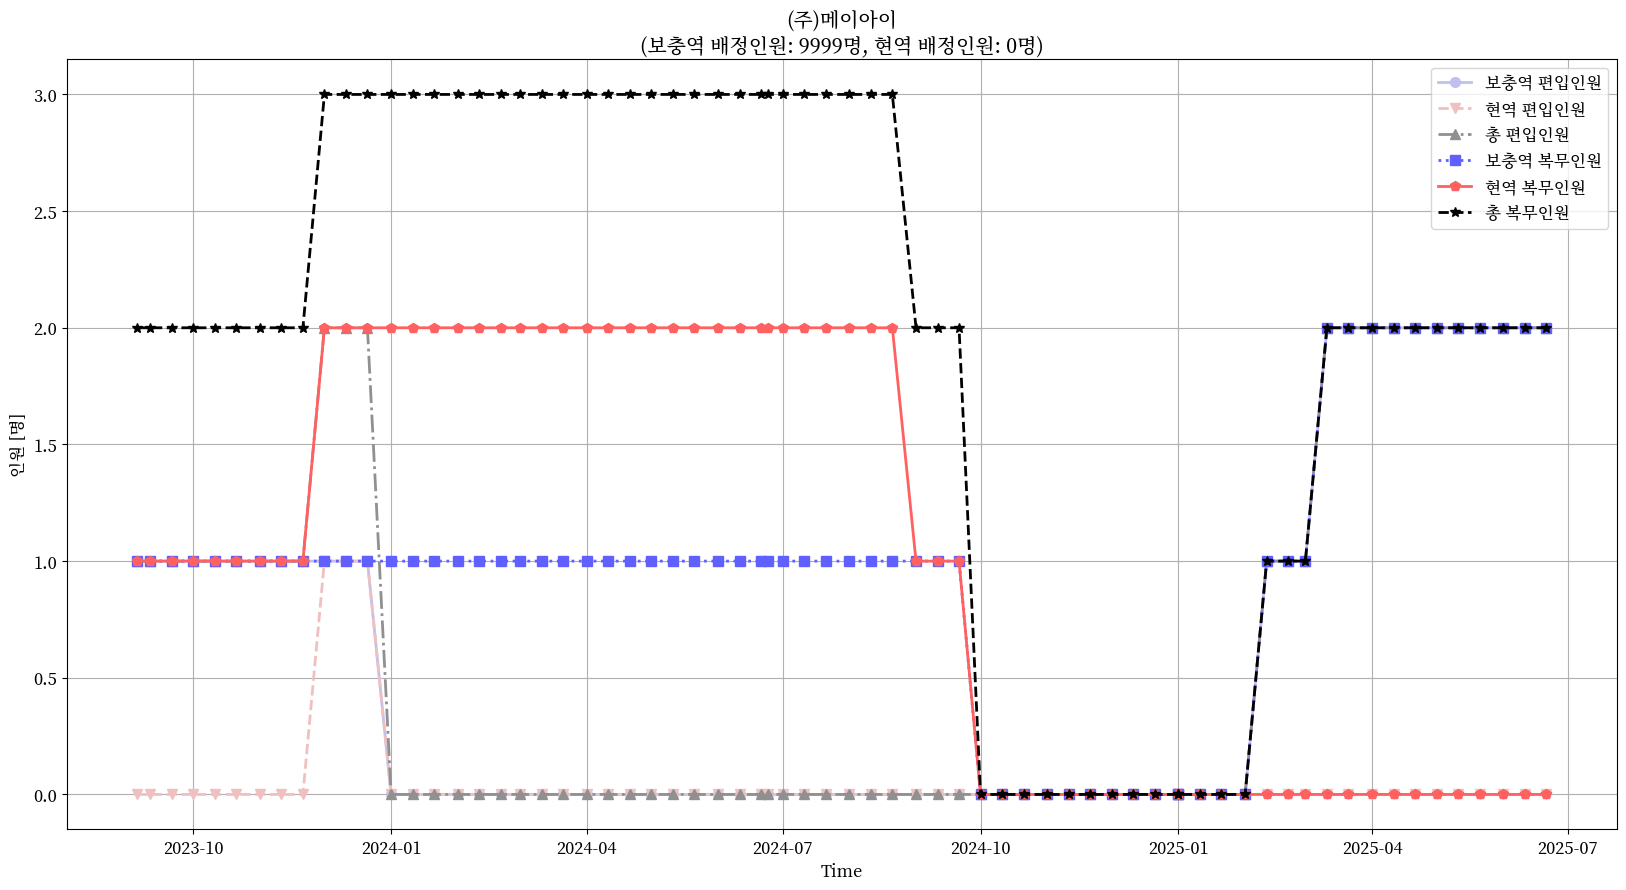 (주)메이아이
(보충역 배정인원: 9999명, 현역 배정인원: 0명)
보충역 편입인원
현역 편입인원
총 편입인원
보충역 복무인원
현역 복무인원
총 복무인원
3.0
2.5
2.0
1.5
1.0
0.5
0.0
인원 [명]
2023-10
2024-01
2024-04
2024-07
2024-10
2025-01
2025-04
2025-07
Time